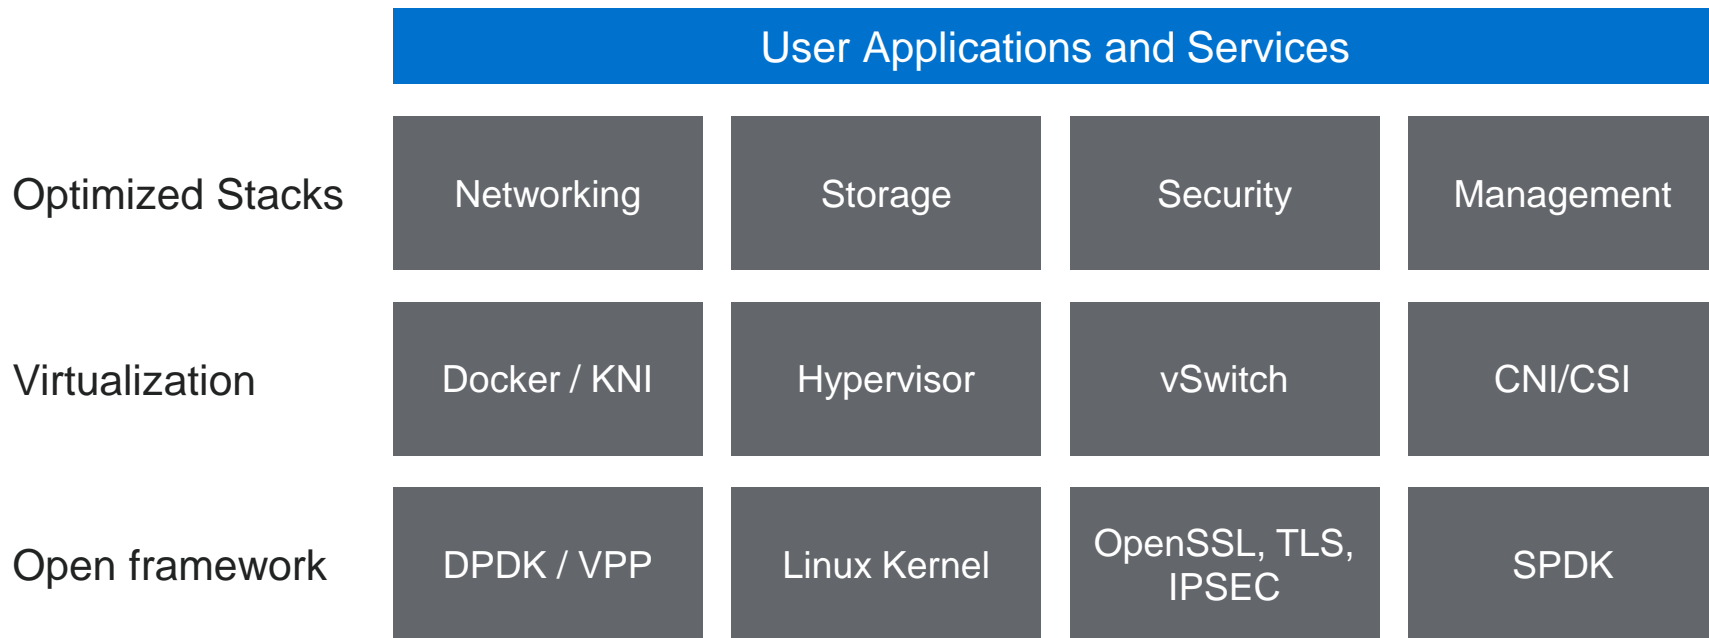 User Applications and Services
Optimized Stacks
Networking
Storage
Security
Management
Virtualization
Docker / KNI
Hypervisor
vSwitch
CNI/CSI
Open framework
DPDK / VPP
Linux Kernel
OpenSSL, TLS,
IPSEC
SPDK